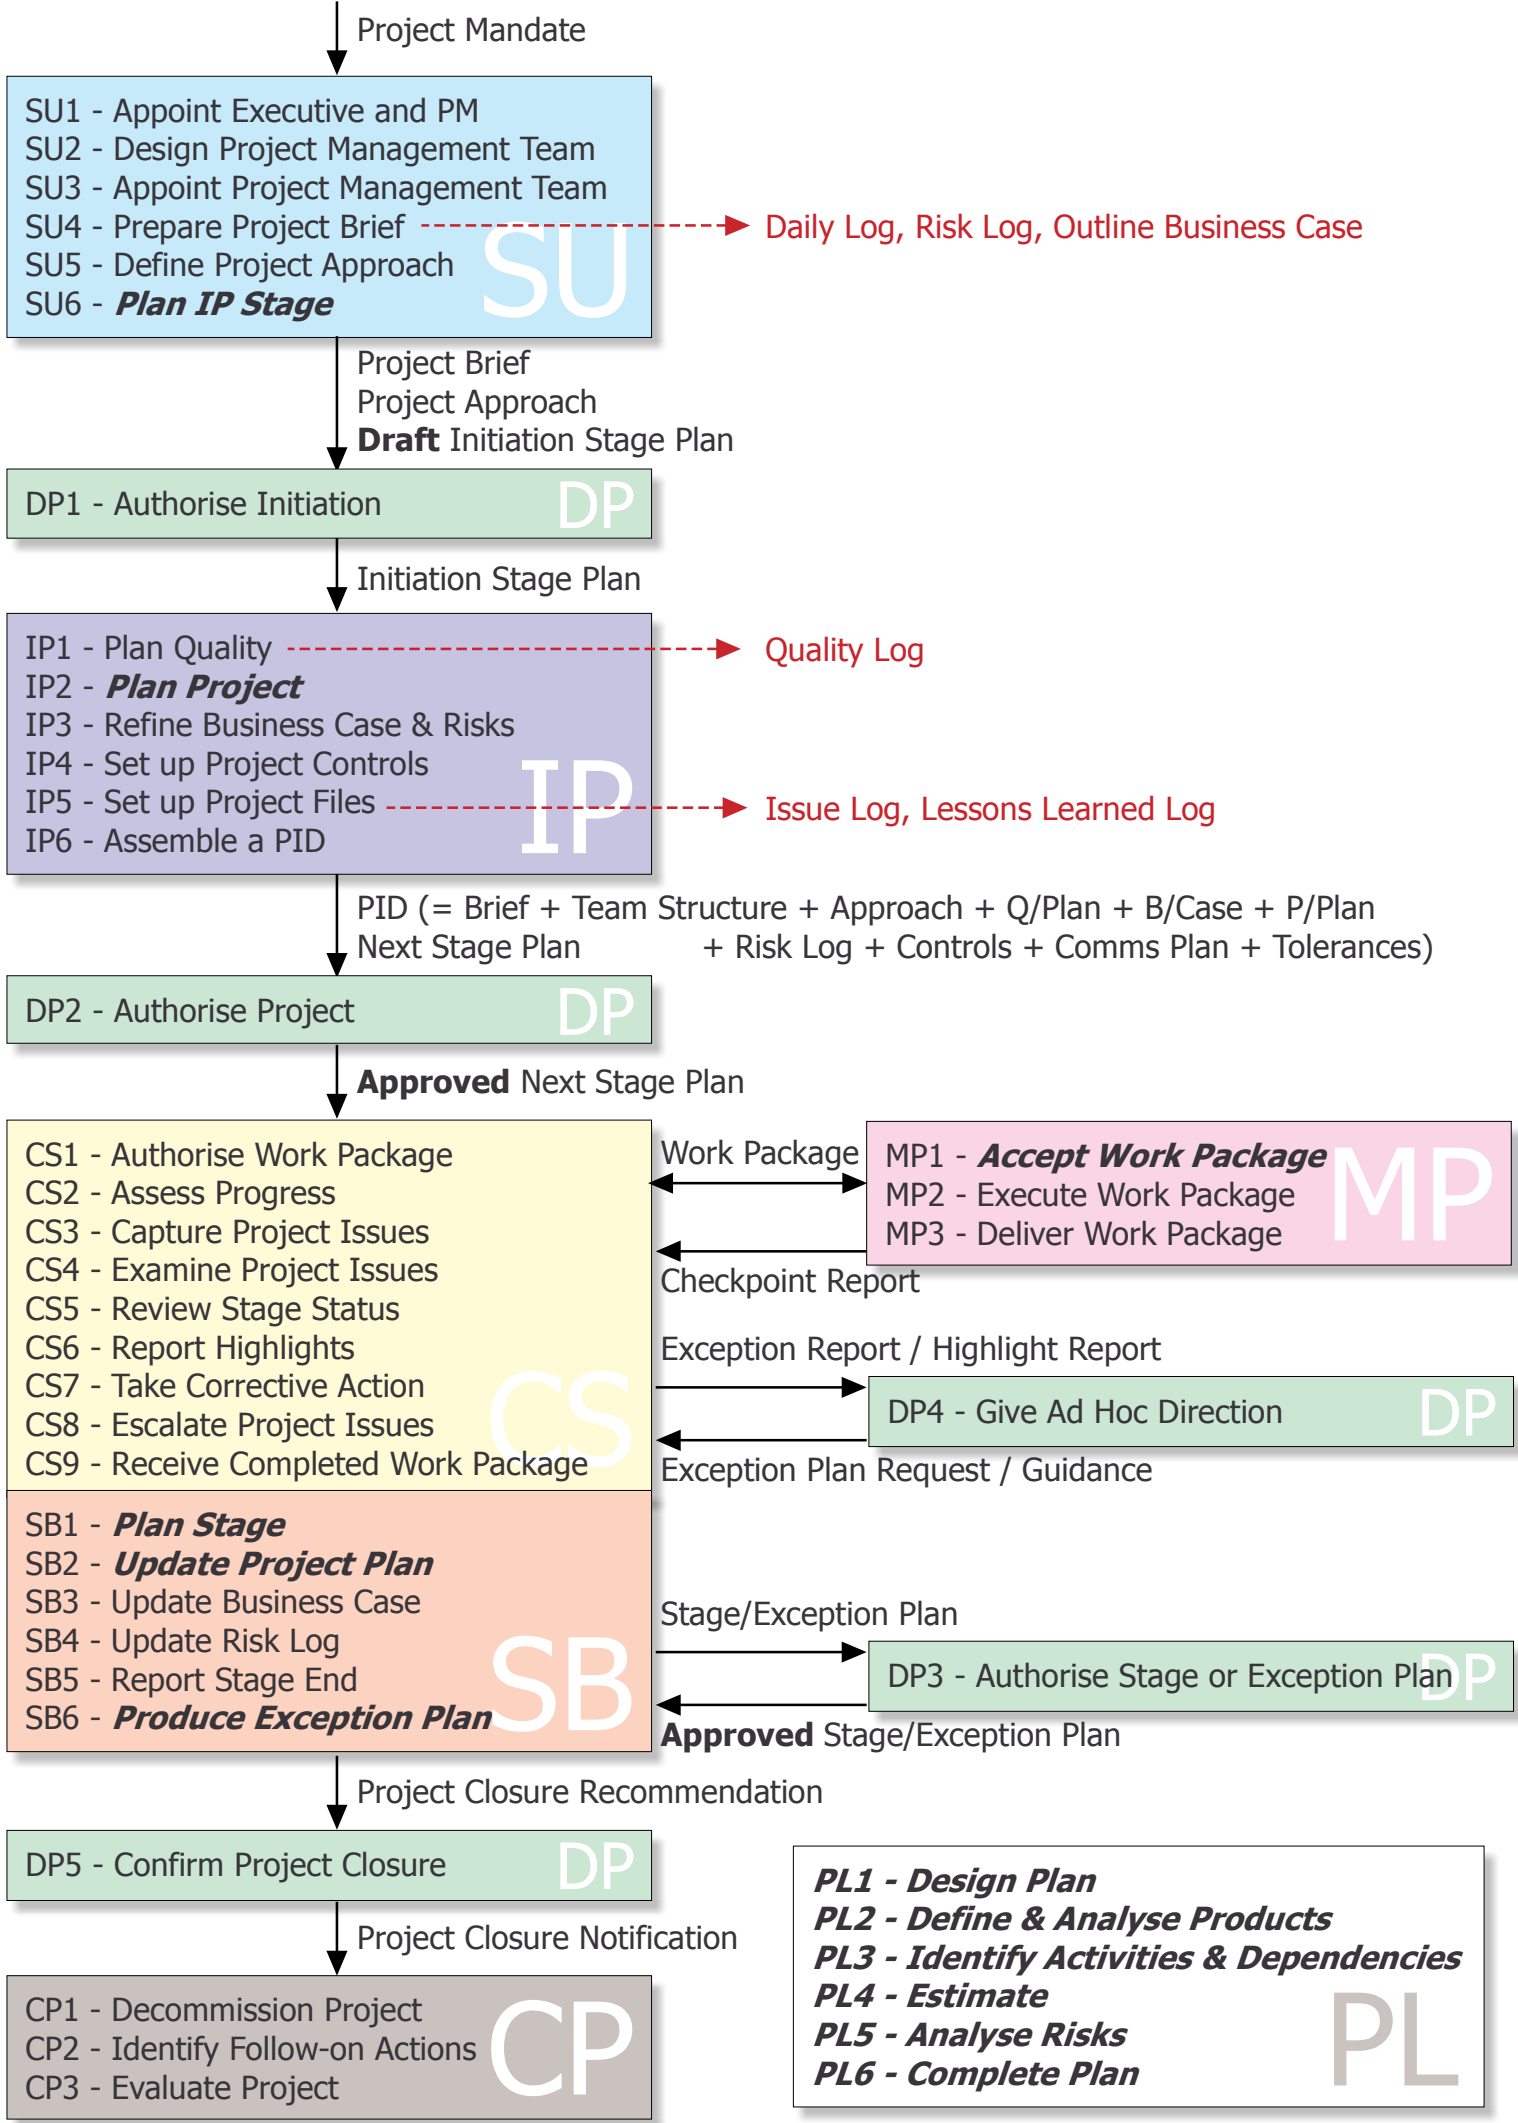 Project Mandate
SU1 - Appoint Executive and PM
SU2 - Design Project Management Team
SU3 - Appoint Project Management Team
SU4 - Prepare Project Brief
SU5 - Define Project Approach
SU6 - Plan IP Stage
SU
Daily Log, Risk Log, Outline Business Case
Project Brief
Project Approach
Draft Initiation Stage Plan
DP1 - Authorise Initiation
DP
Initiation Stage Plan
IP1 - Plan Quality
IP2 - Plan Project
IP3 - Refine Business Case & Risks
IP4 - Set up Project Controls
IP5 - Set up Project Files
IP6 - Assemble a PID
IP
Quality Log
Issue Log, Lessons Learned Log
PID (= Brief + Team Structure + Approach + Q/Plan + B/Case + P/Plan
Next Stage Plan + Risk Log + Controls + Comms Plan + Tolerances)
DP2 - Authorise Project
DP
Approved Next Stage Plan
CS1 - Authorise Work Package
CS2 - Assess Progress
CS3 - Capture Project Issues
CS4 - Examine Project Issues
CS5 - Review Stage Status
CS6 - Report Highlights
CS7 - Take Corrective Action
CS8 - Escalate Project Issues
CS9 - Receive Completed Work Package
CS
Work Package
MP1 - Accept Work Package
MP2 - Execute Work Package
MP3 - Deliver Work Package
MP
Checkpoint Report
Exception Report / Highlight Report
DP4 - Give Ad Hoc Direction
DP
Exception Plan Request / Guidance
SB1 - Plan Stage
SB2 - Update Project Plan
SB3 - Update Business Case
SB4 - Update Risk Log
SB5 - Report Stage End
SB6 - Produce Exception Plan
SB
Stage/Exception Plan
DP3 - Authorise Stage or Exception Plan
DP
Approved Stage/Exception Plan
Project Closure Recommendation
DP5 - Confirm Project Closure
DP
Project Closure Notification
CP1 - Decommission Project
CP2 - Identify Follow-on Actions
CP3 - Evaluate Project
CP
PL1 - Design Plan
PL2 - Define & Analyse Products
PL3 - Identify Activities & Dependencies
PL4 - Estimate
PL5 - Analyse Risks
PL6 - Complete Plan
PL